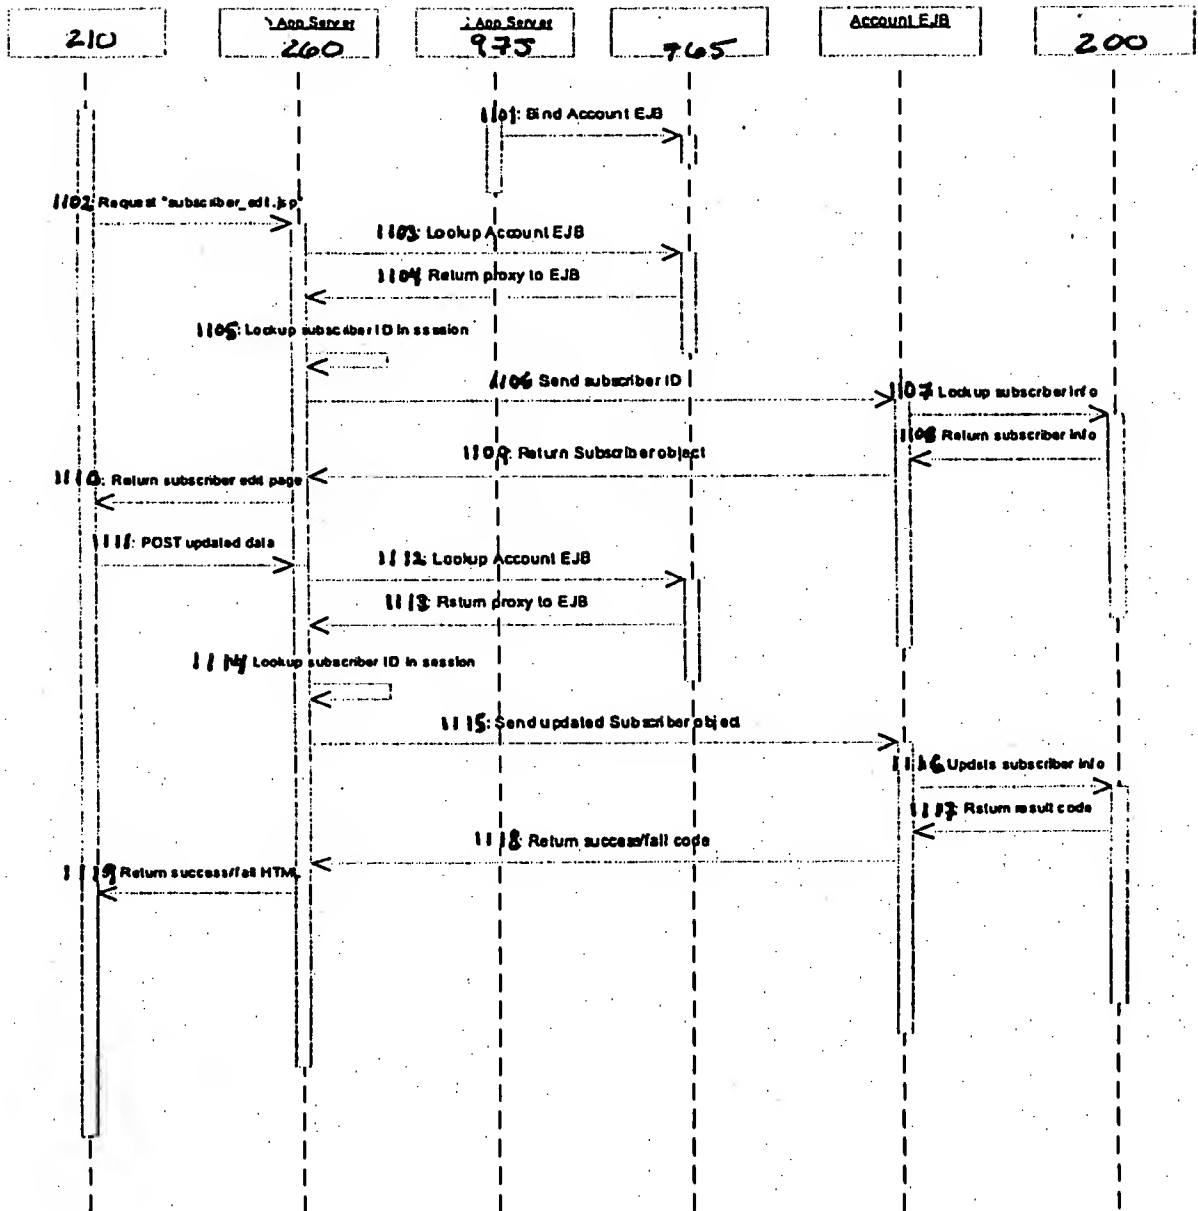 210
App Server
260
App Server
975
765
Account EJB
200
1101: Bind Account EJB
1102: Request "subscriber_edit.jsp"
1103: Lookup Account EJB
1104 Return proxy to EJB
1105: Lookup subscriber ID in session
1106 Send subscriber ID
1107 Lookup subscriber info
1108 Return subscriber info
1109: Return Subscriber object
1110: Return subscriber edit page
1111: POST updated data
1112: Lookup Account EJB
1113 Return proxy to EJB
1114 Lookup subscriber ID in session
1115: Send updated Subscriber object
1116 Update subscriber info
1117 Return result code
1118: Return success/fail code
1119 Return success/fail HTML